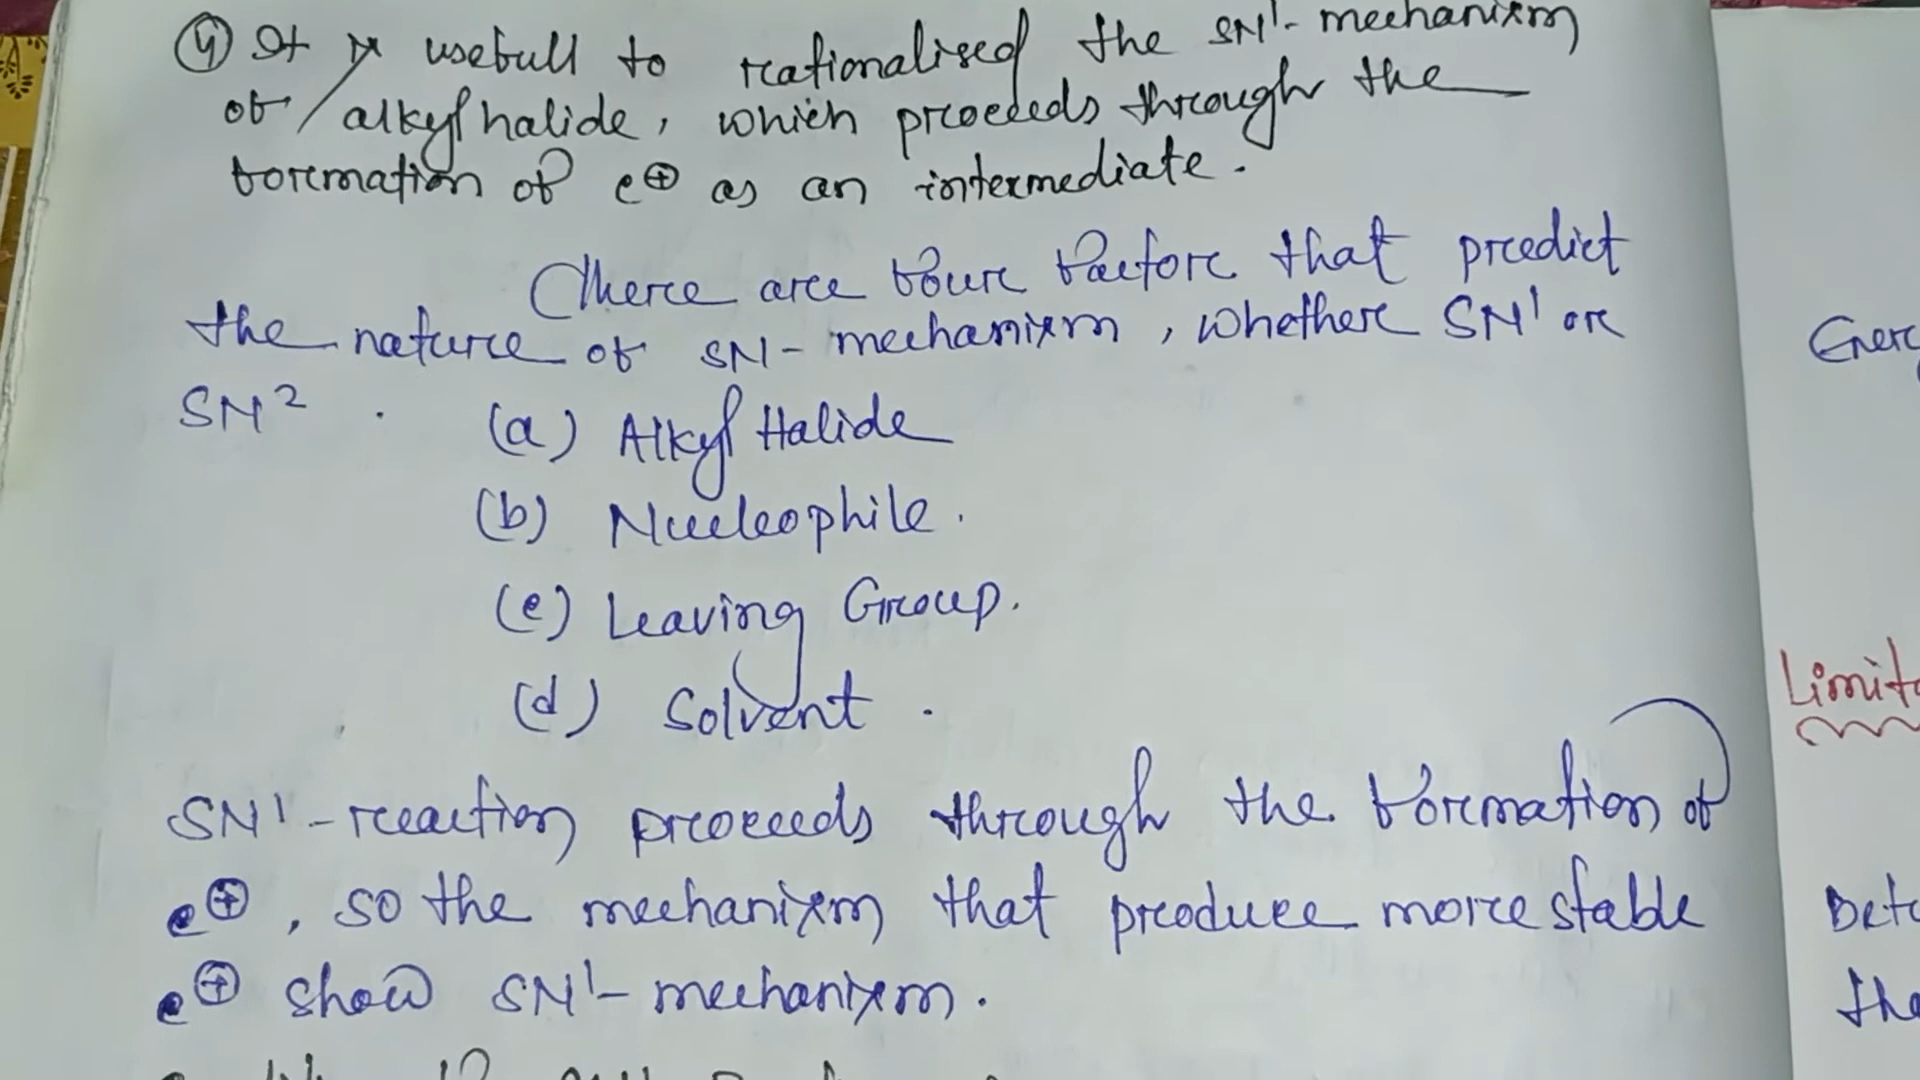 ④ It is usefull to rationalised the SN1- mechanism
of alkyl halide, which proceeds through the
formation of c⊕ as an intermediate.
There are four factor that predict
the nature of SN- mechanism, whether SN1 or
SN2.
(a) Alkyl Halide
(b) Nucleophile.
(c) Leaving Group.
(d) Solvent.
SN1-reaction proceeds through the formation of
c⊕, so the mechanism that produce more stable
c⊕ show SN1- mechanism.
Limit
the